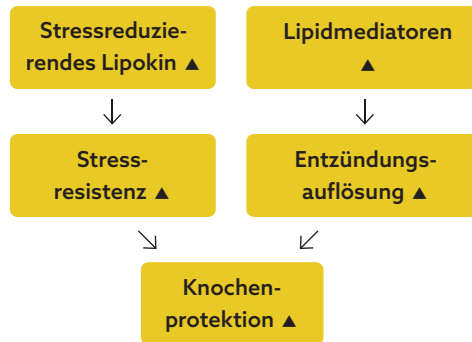 Stressreduzie-
rendes Lipokin ▲
Lipidmediatoren
▲
Stress-
resistenz ▲
Entzündungs-
auflösung ▲
Knochen-
protektion ▲